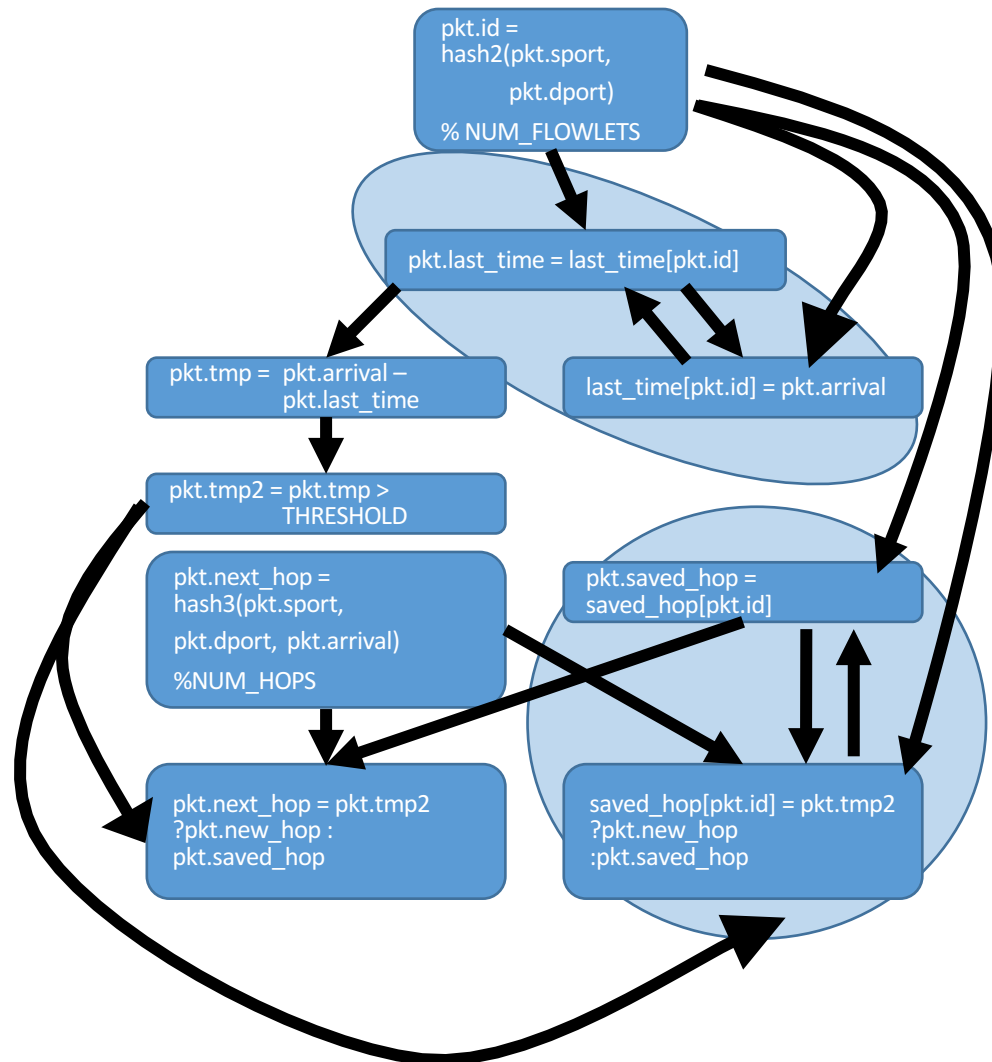 pkt.id =
hash2(pkt.sport,
pkt.dport)
% NUM_FLOWLETS
pkt.last_time = last_time[pkt.id]
pkt.tmp = pkt.arrival –
pkt.last_time
last_time[pkt.id] = pkt.arrival
pkt.tmp2 = pkt.tmp >
THRESHOLD
pkt.next_hop =
hash3(pkt.sport,
pkt.dport, pkt.arrival)
%NUM_HOPS
pkt.saved_hop =
saved_hop[pkt.id]
pkt.next_hop = pkt.tmp2
?pkt.new_hop :
pkt.saved_hop
saved_hop[pkt.id] = pkt.tmp2
?pkt.new_hop
:pkt.saved_hop